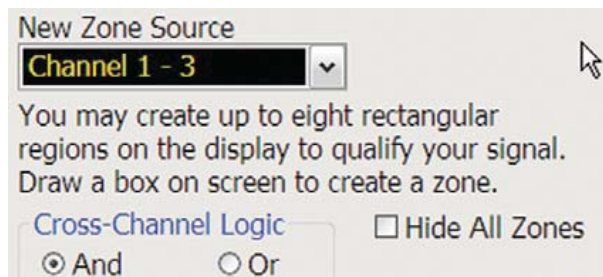 New Zone Source
Channel 1 - 3
You may create up to eight rectangular
regions on the display to qualify your signal.
Draw a box on screen to create a zone.
Cross-Channel Logic
Hide All Zones
And Or